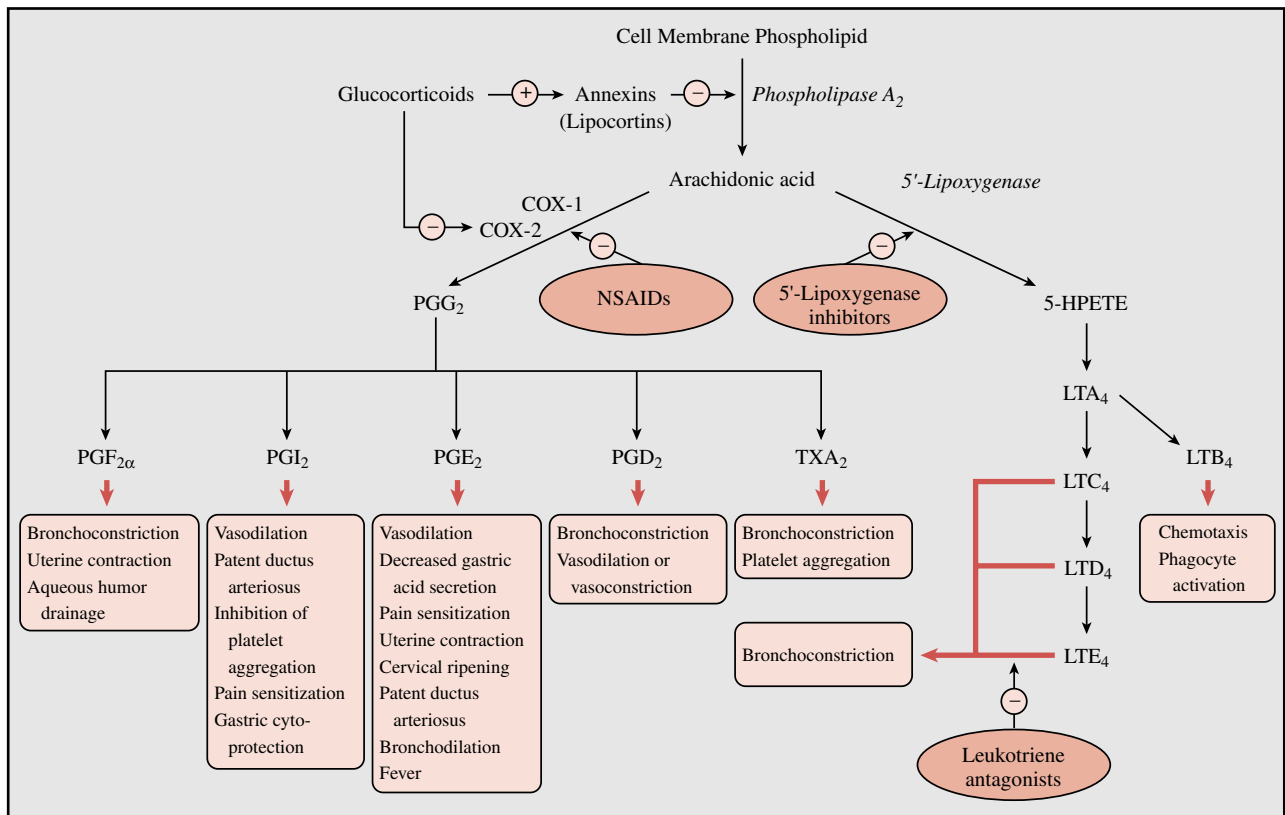 Cell Membrane Phospholipid
Glucocorticoids
+
Annexins
(Lipocortins)
−
Phospholipase A₂
Arachidonic acid
5'-Lipoxygenase
COX-1
−
COX-2
−
NSAIDs
−
5'-Lipoxygenase
inhibitors
PGG₂
5-HPETE
LTA₄
PGF₂α
PGI₂
PGE₂
PGD₂
TXA₂
LTB₄
LTC₄
LTD₄
LTE₄
Bronchoconstriction
Uterine contraction
Aqueous humor
drainage
Vasodilation
Patent ductus
arteriosus
Inhibition of
platelet
aggregation
Pain sensitization
Gastric cyto-
protection
Vasodilation
Decreased gastric
acid secretion
Pain sensitization
Uterine contraction
Cervical ripening
Patent ductus
arteriosus
Bronchodilation
Fever
Bronchoconstriction
Vasodilation or
vasoconstriction
Bronchoconstriction
Platelet aggregation
Chemotaxis
Phagocyte
activation
Bronchoconstriction
−
Leukotriene
antagonists